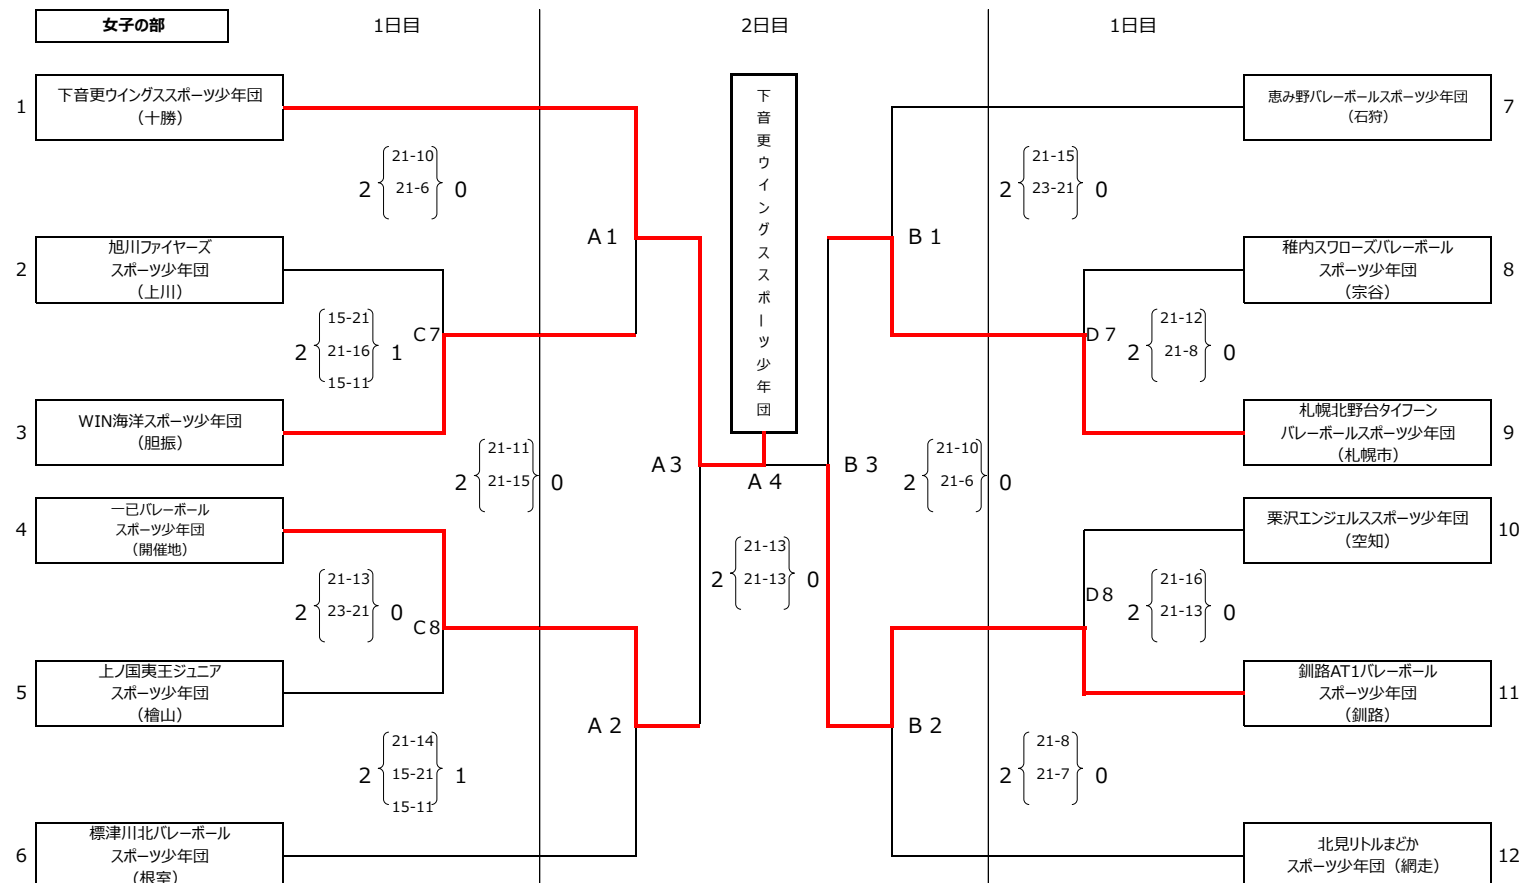 女子の部
1日目
2日目
1日目
1
下音更ウイングススポーツ少年団
（十勝）
2
21-10
21-6
0
A1
2
旭川ファイヤーズ
スポーツ少年団
（上川）
2
15-21
21-16
15-11
1
C7
3
WIN海洋スポーツ少年団
（胆振）
2
21-11
21-15
0
A3
4
一已バレーボール
スポーツ少年団
（開催地）
2
21-13
23-21
0
C8
5
上ノ国夷王ジュニア
スポーツ少年団
（檜山）
A2
2
21-14
15-21
15-11
1
6
標津川北バレーボール
スポーツ少年団
（根室）
下音更ウイングススポーツ少年団
A4
2
21-13
21-13
0
恵み野バレーボールスポーツ少年団
（石狩）
7
2
21-15
23-21
0
B1
稚内スワローズバレーボール
スポーツ少年団
（宗谷）
8
D7
2
21-12
21-8
0
札幌北野台タイフーン
バレーボールスポーツ少年団
（札幌市）
9
B3
2
21-10
21-6
0
栗沢エンジェルススポーツ少年団
（空知）
10
D8
2
21-16
21-13
0
釧路AT1バレーボール
スポーツ少年団
（釧路）
11
B2
2
21-8
21-7
0
北見リトルまどか
スポーツ少年団（網走）
12